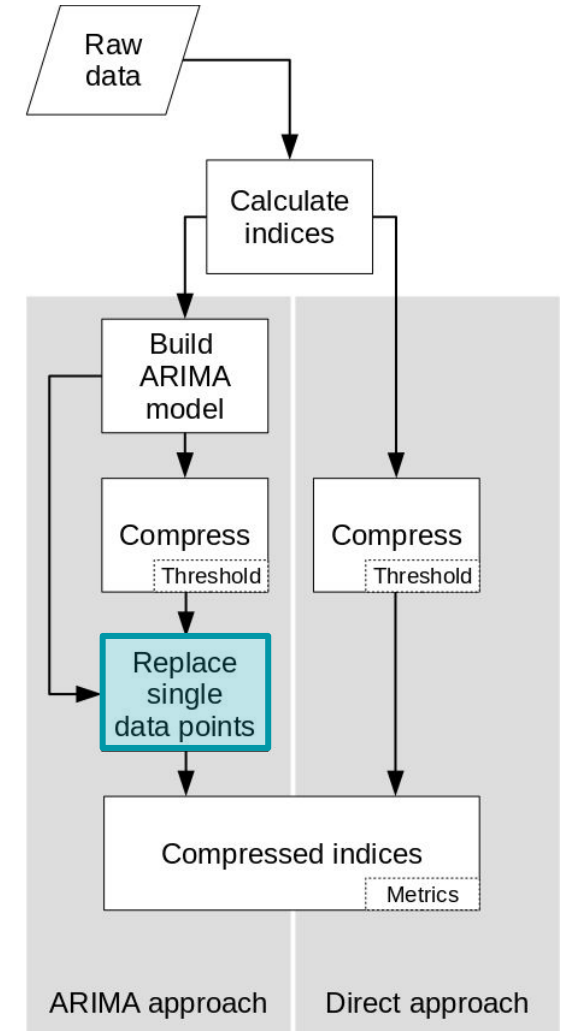 Raw
data
Calculate
indices
Build
ARIMA
model
Compress
Threshold
Compress
Threshold
Replace
single
data points
Compressed indices
Metrics
ARIMA approach
Direct approach